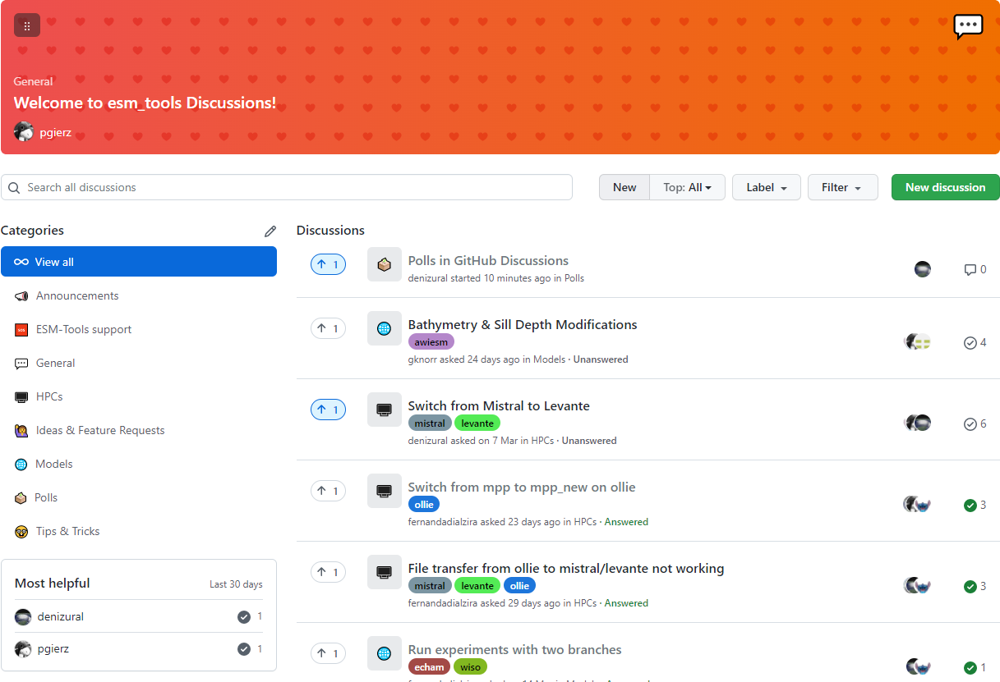 General
Welcome to esm_tools Discussions!
pgierz
Search all discussions
New
Top: All
Label
Filter
New discussion
Categories
View all
Announcements
ESM-Tools support
General
HPCs
Ideas & Feature Requests
Models
Polls
Tips & Tricks
Most helpful
Last 30 days
denizural
1
pgierz
1
Discussions
1
Polls in GitHub Discussions
denizural started 10 minutes ago in Polls
0
1
Bathymetry & Sill Depth Modifications
awiesm
gknorr asked 24 days ago in Models · Unanswered
4
1
Switch from Mistral to Levante
mistral levante
denizural asked on 7 Mar in HPCs · Unanswered
6
1
Switch from mpp to mpp_new on ollie
ollie
fernandadialzira asked 23 days ago in HPCs · Answered
3
1
File transfer from ollie to mistral/levante not working
mistral levante ollie
fernandadialzira asked 29 days ago in HPCs · Answered
3
1
Run experiments with two branches
echam wiso
1